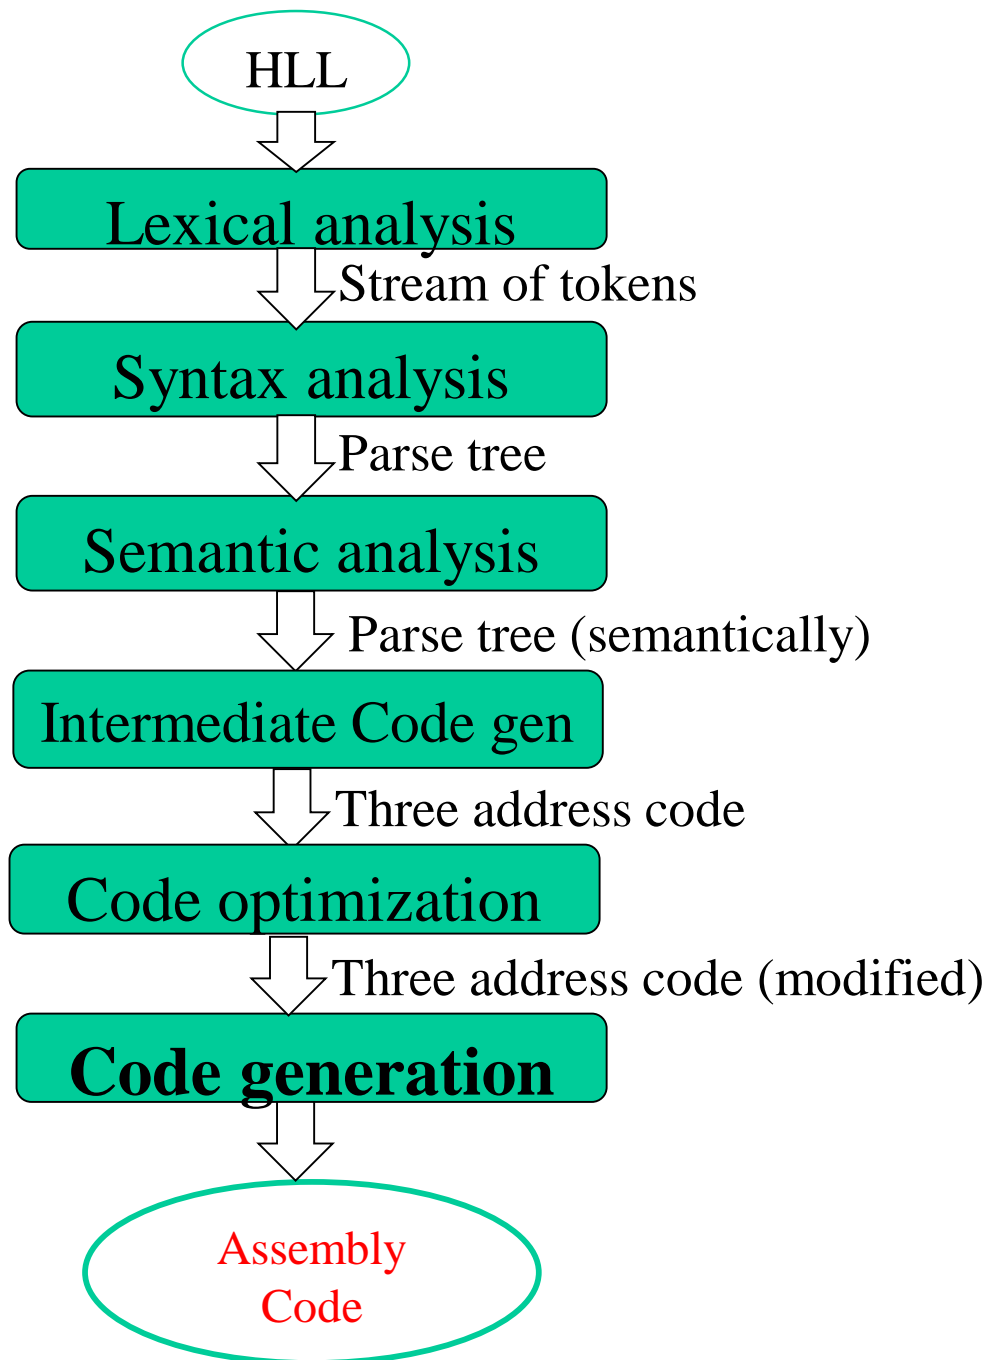 HLL
Lexical analysis
Stream of tokens
Syntax analysis
Parse tree
Semantic analysis
Parse tree (semantically)
Intermediate Code gen
Three address code
Code optimization
Three address code (modified)
Code generation
Assembly
Code